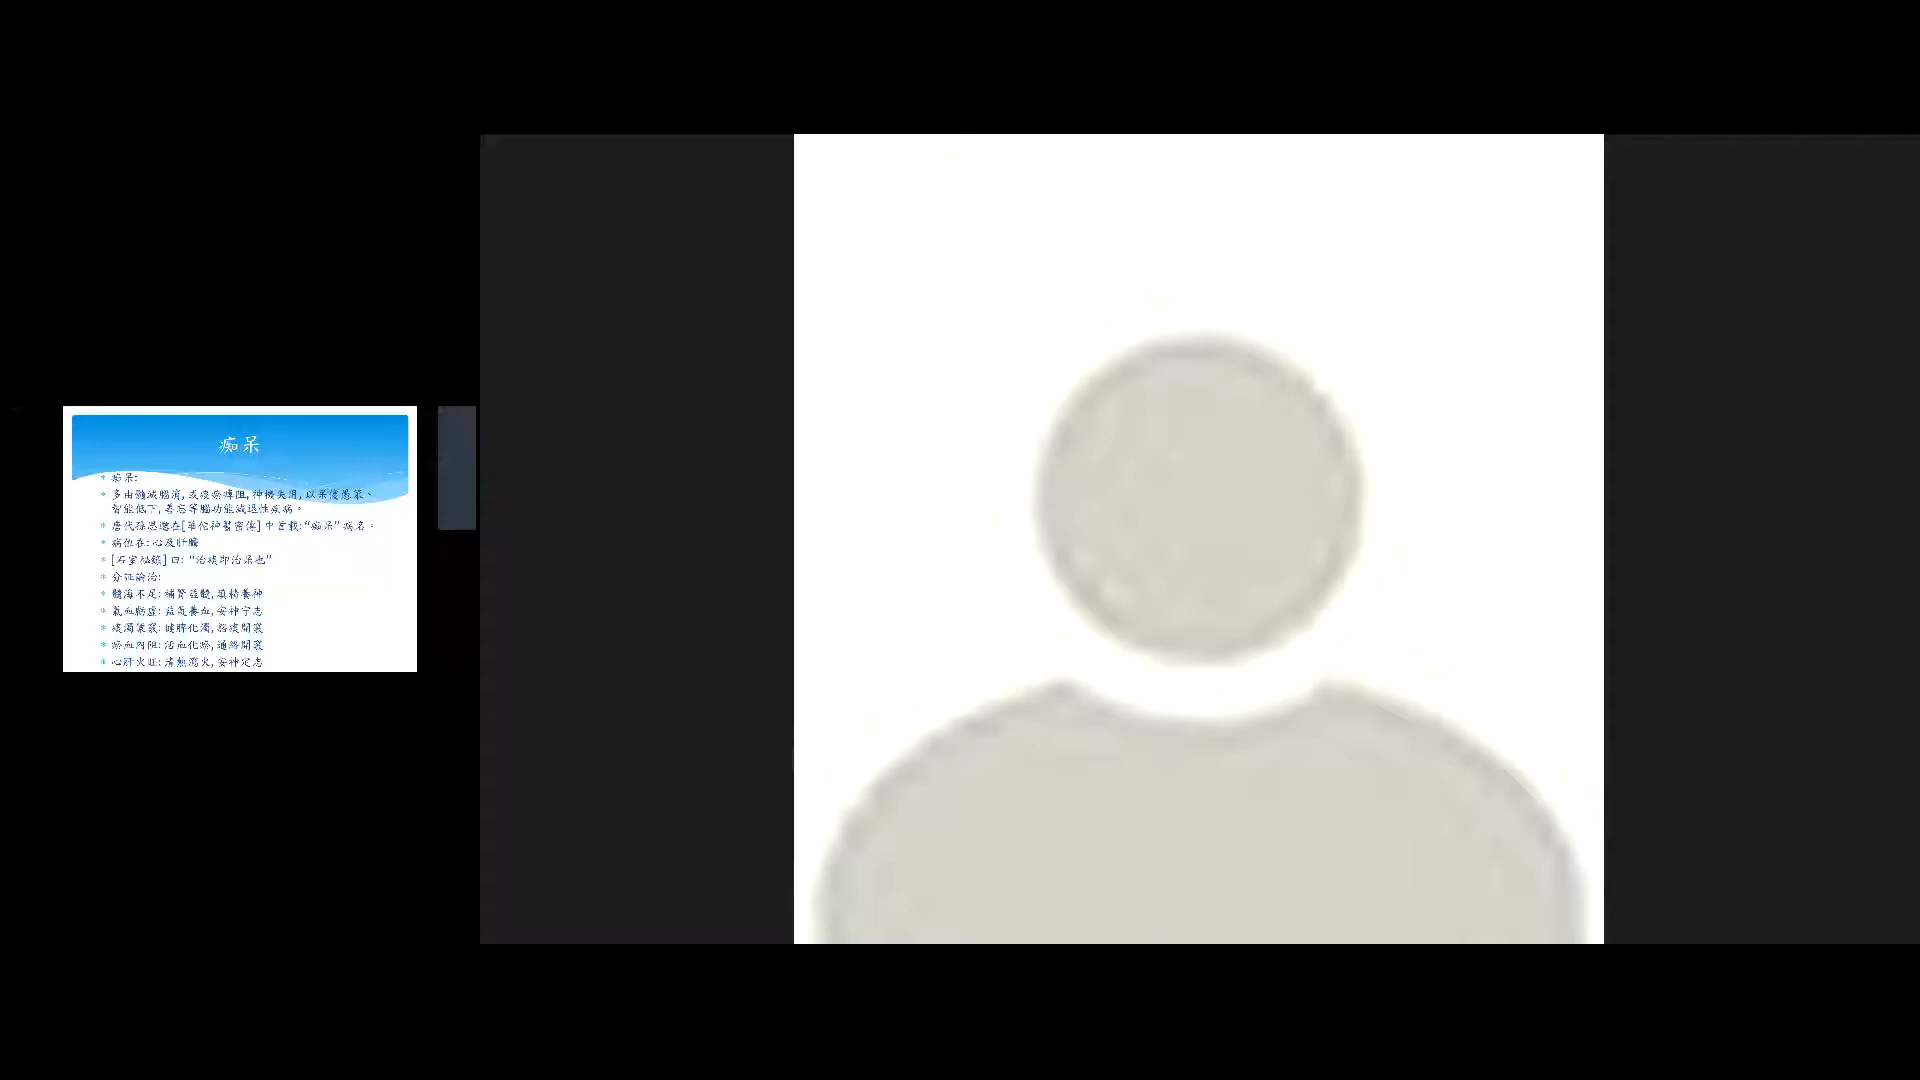 痴呆
* 痴呆:
* 多由髓減腦消, 或痰瘀痺阻, 神機失用, 以呆傻愚笨、
智能低下, 善忘等腦功能減退性疾病。
* 唐代孫思邈在[華佗神醫密傳] 中首載: “痴呆” 病名。
* 病位在: 心及肝腦
* [石室秘錄] 曰: “治痰即治呆也”
* 分証論治:
* 髓海不足: 補腎益髓, 填精養神
* 氣血虧虛: 益氣養血, 安神宁志
* 痰濁蒙竅: 健脾化濁, 豁痰開竅
* 瘀血內阻: 活血化瘀, 通絡開竅
* 心肝火旺: 清熱瀉火, 安神定志